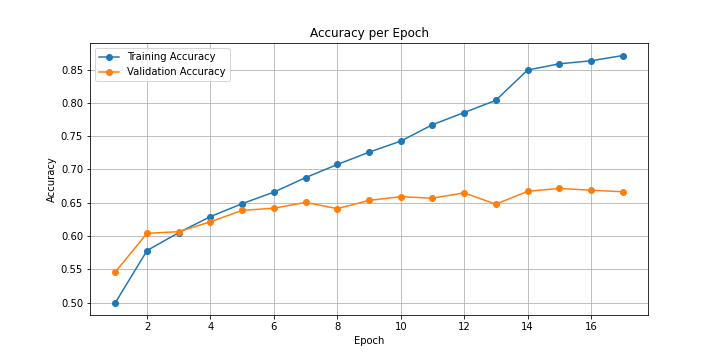 Accuracy per Epoch
Training Accuracy
Validation Accuracy
0.85
0.80
0.75
0.70
0.65
0.60
0.55
0.50
Accuracy
2 4 6 8 10 12 14 16
Epoch